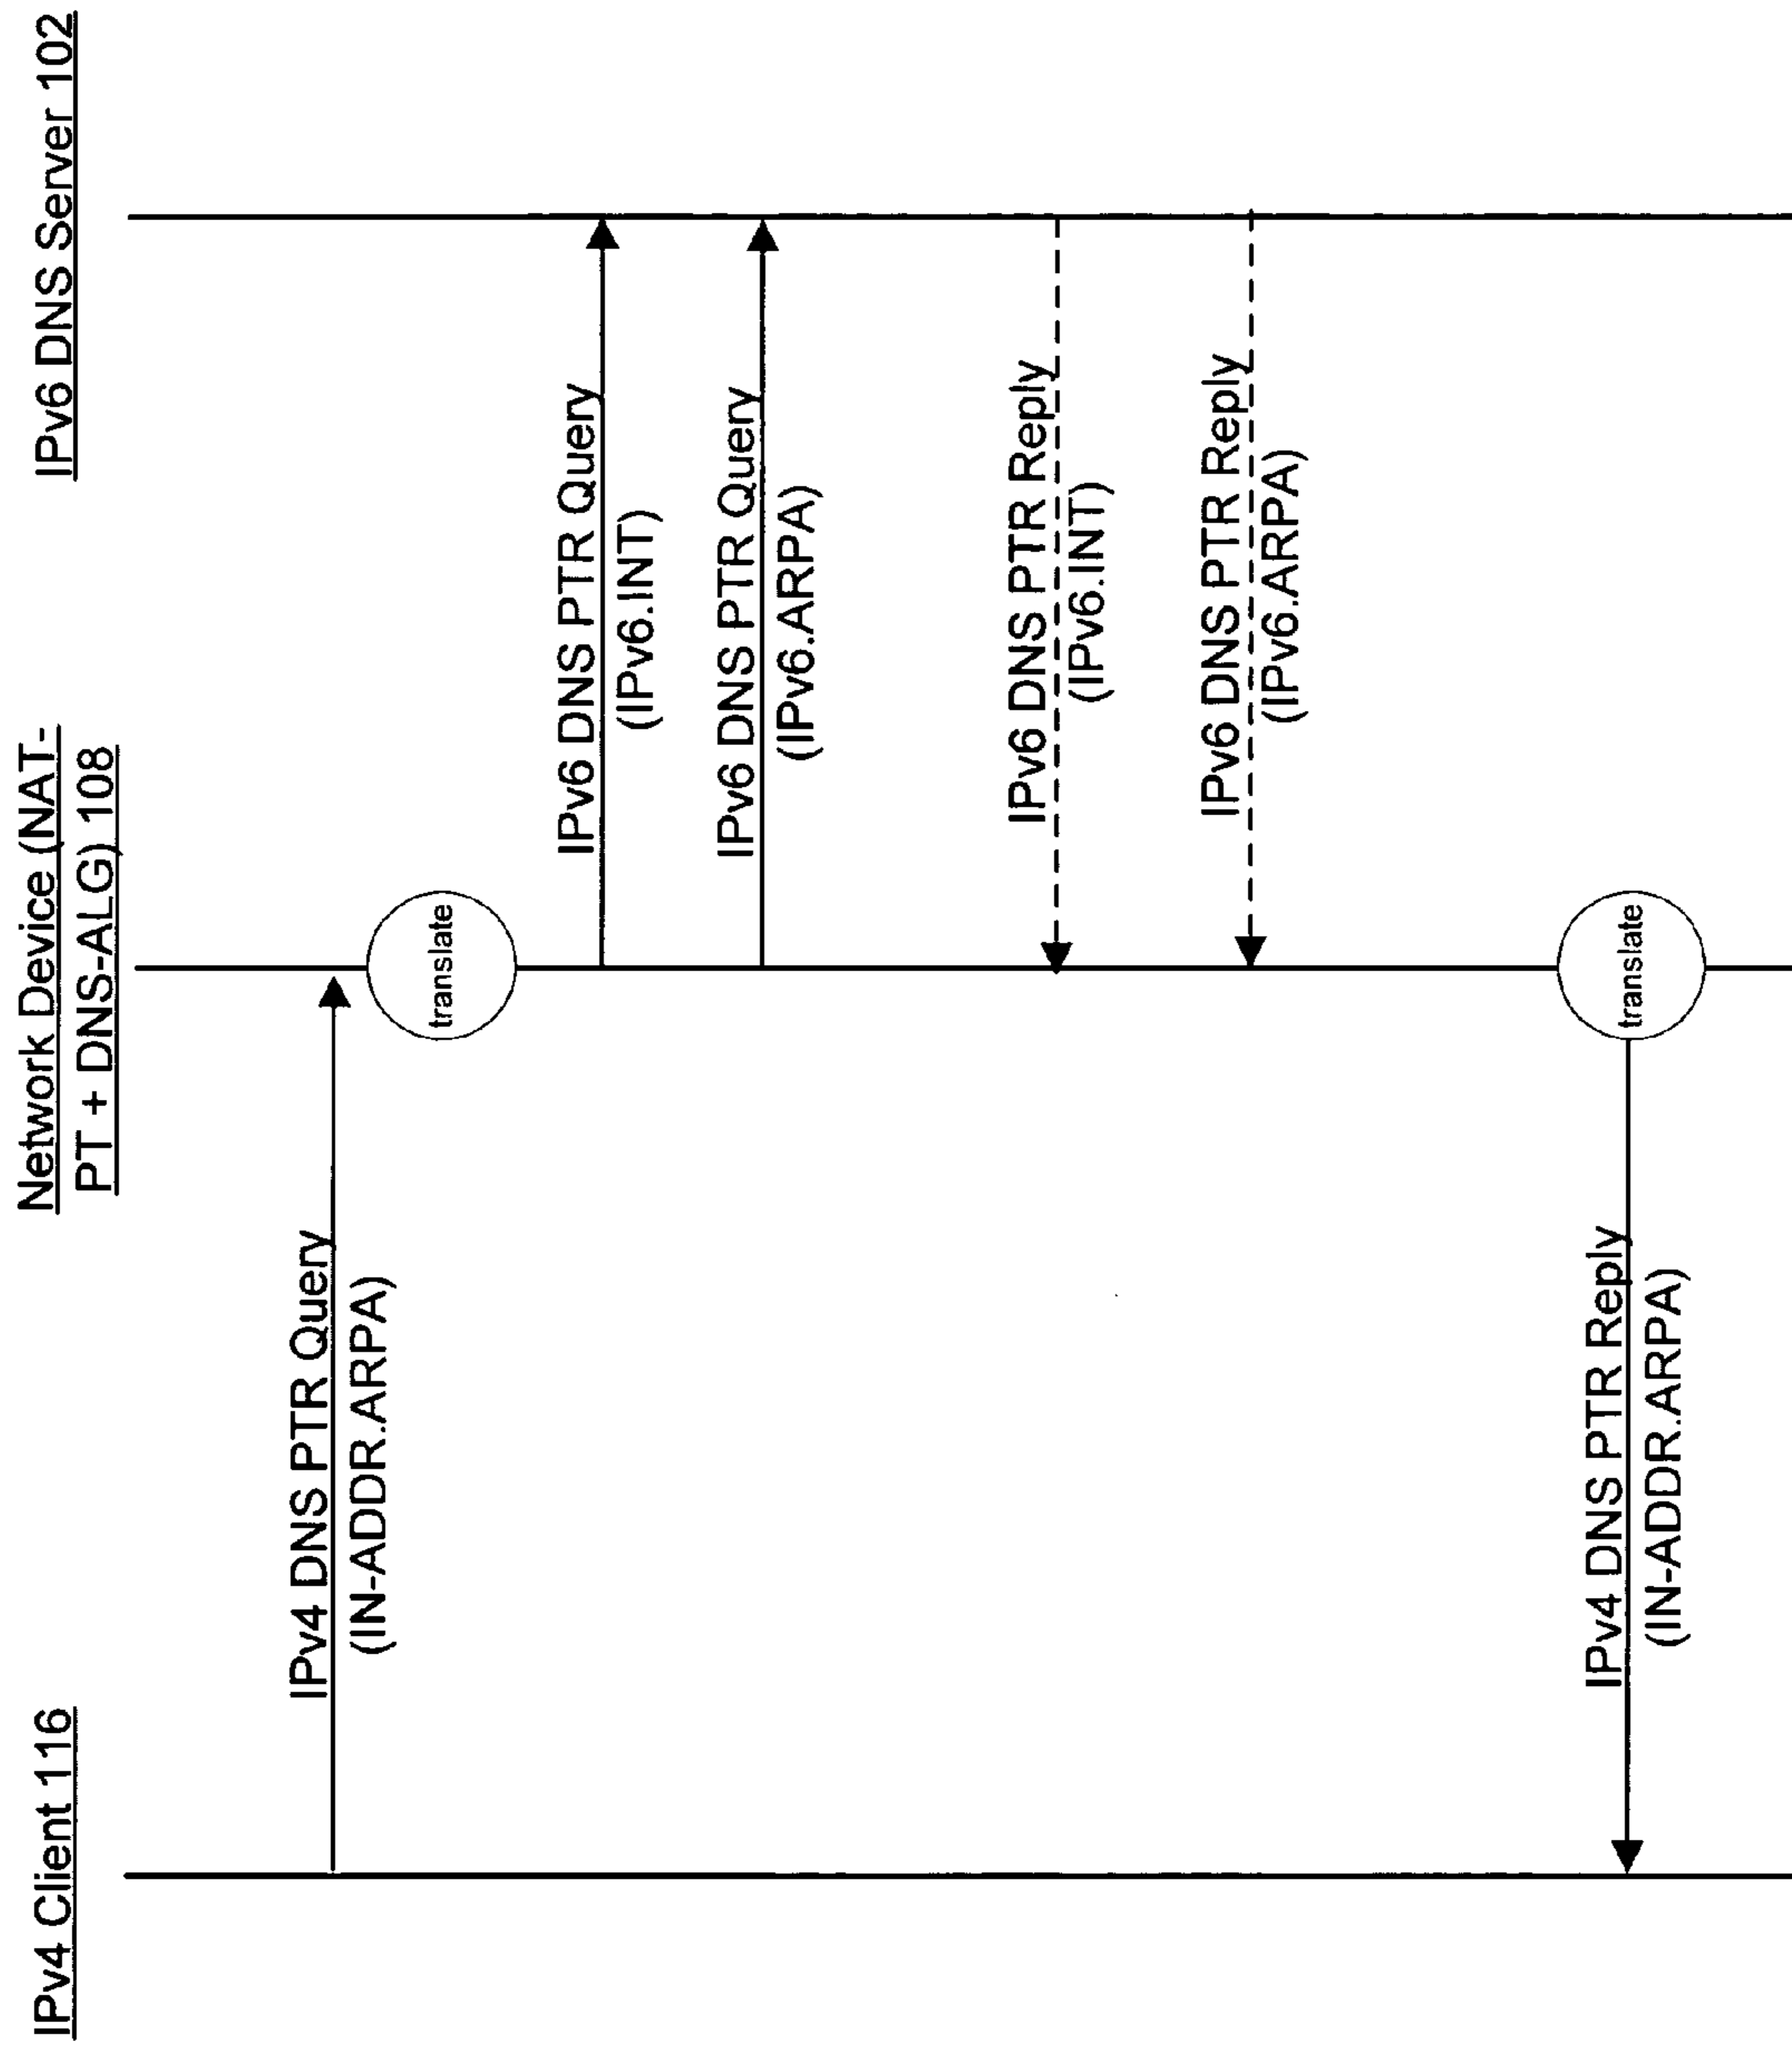 IPv4 Client 116
Network Device (NAT-
PT + DNS-ALG) 108
IPv6 DNS Server 102
IPv4 DNS PTR Query
(IN-ADDR.ARPA)
translate
IPv6 DNS PTR Query
(IPv6.INT)
IPv6 DNS PTR Query
(IPv6.ARPA)
IPv6 DNS PTR Reply
(IPv6.INT)
IPv6 DNS PTR Reply
(IPv6.ARPA)
translate
IPv4 DNS PTR Reply
(IN-ADDR.ARPA)